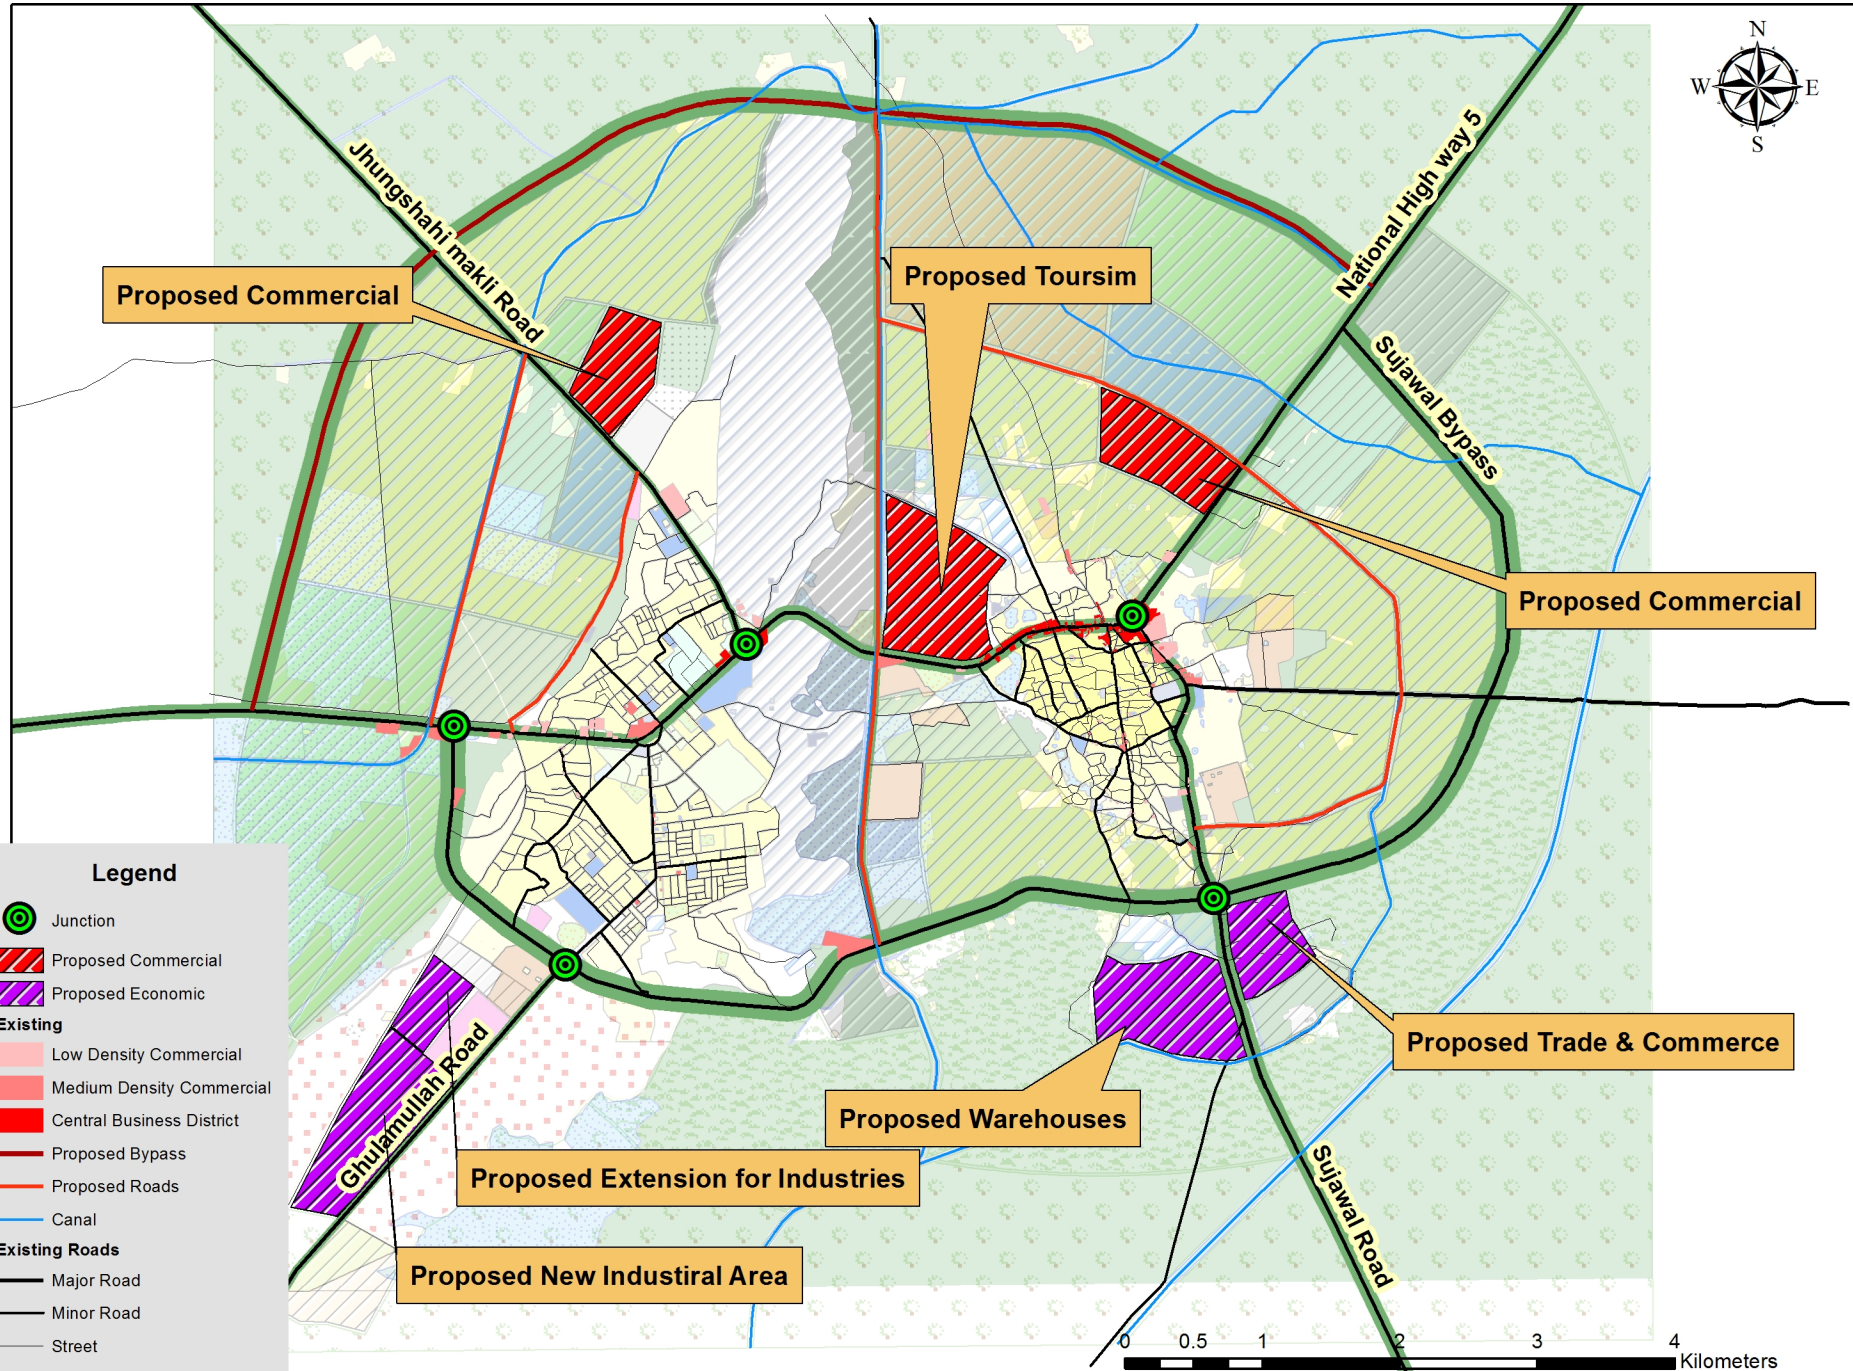 N
W E
S
Jhungshahi makli Road
National High way 5
Proposed Toursim
Proposed Commercial
Sujawal Bypass
Proposed Commercial
Legend
Junction
Proposed Commercial
Proposed Economic
Existing
Low Density Commercial
Medium Density Commercial
Central Business District
Proposed Bypass
Proposed Roads
Canal
Existing Roads
Major Road
Minor Road
Street
Ghulamullah Road
Proposed Trade & Commerce
Proposed Warehouses
Proposed Extension for Industries
Proposed New Industiral Area
Sujawal Road
0 0.5 1 2 3 4
Kilometers